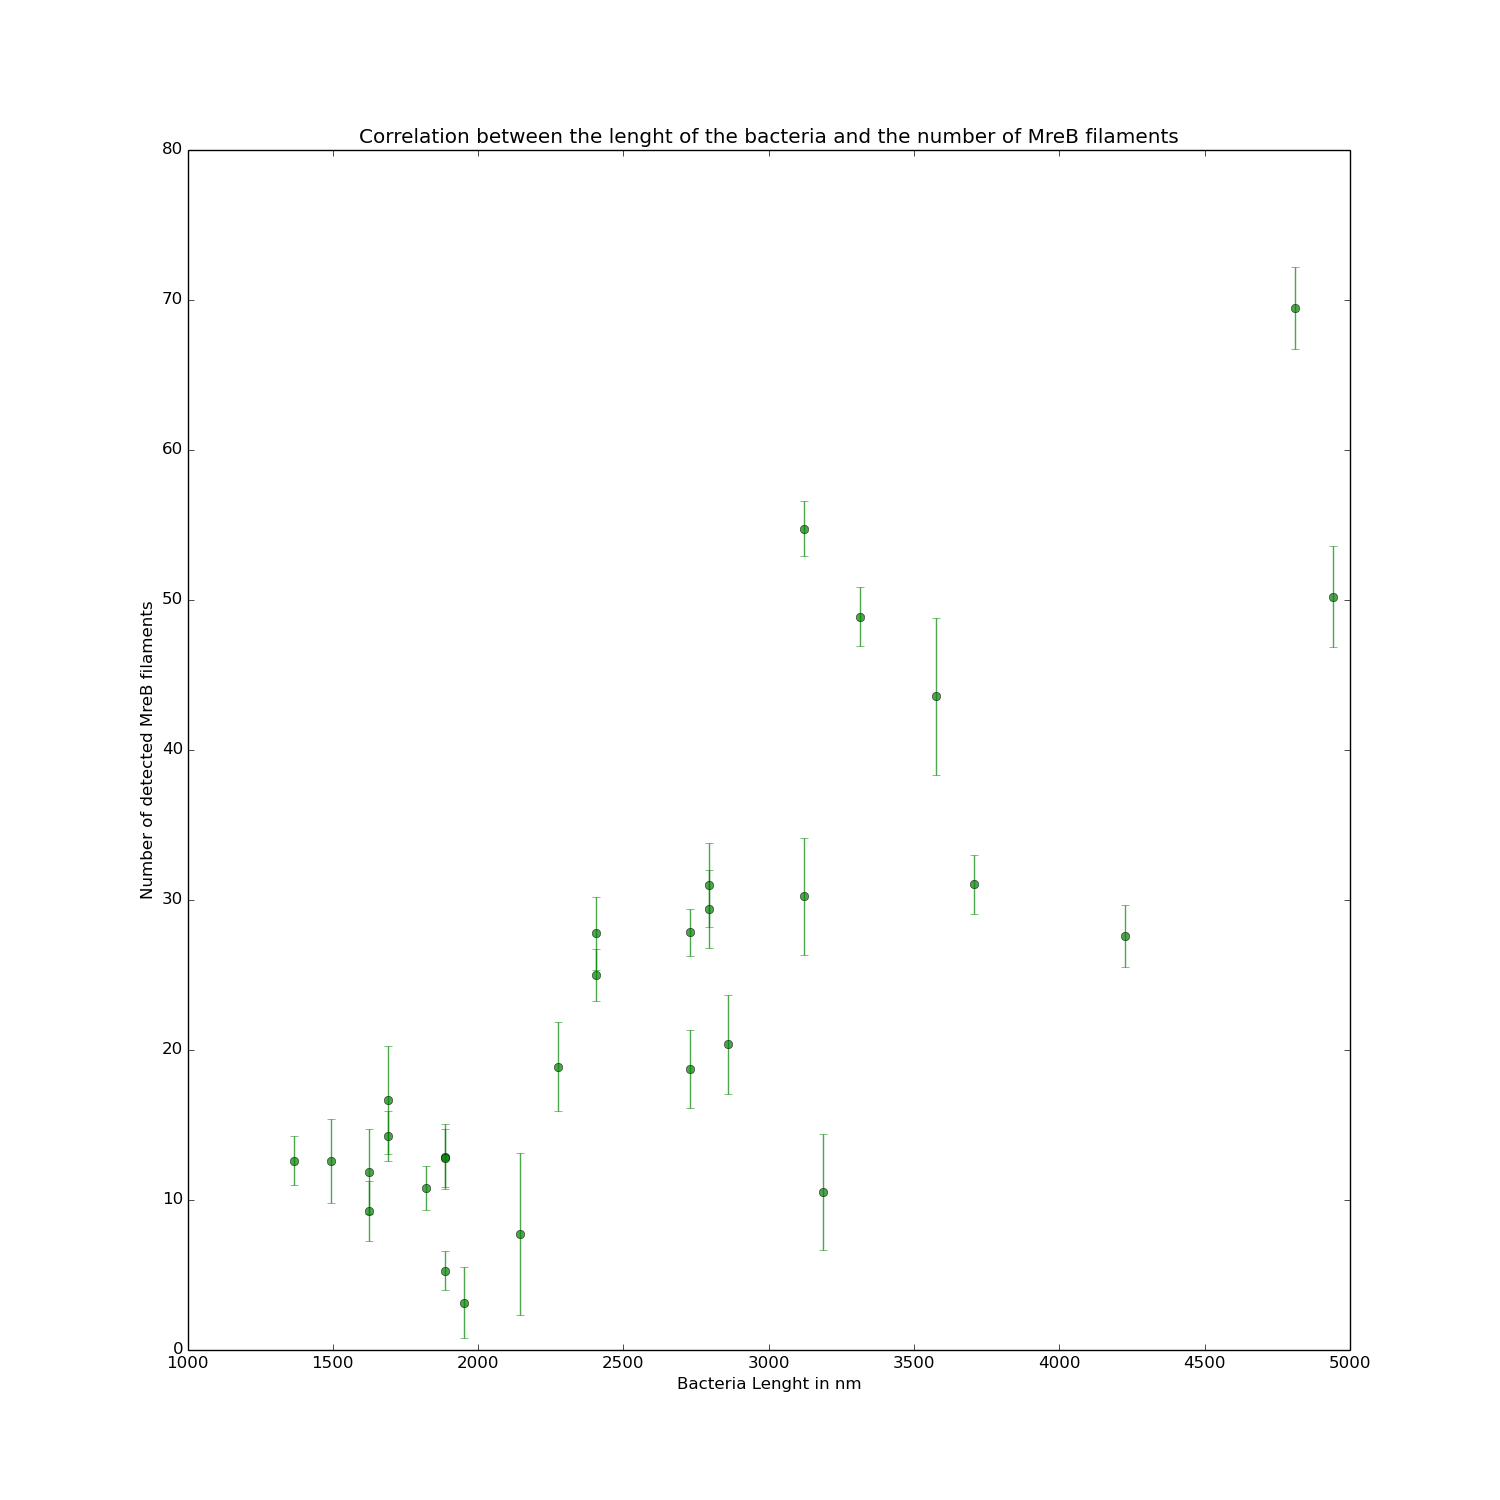 Correlation between the lenght of the bacteria and the number of MreB filaments
80
70
60
50
40
30
20
10
0
Number of detected MreB filaments
1000 1500 2000 2500 3000 3500 4000 4500 5000
Bacteria Lenght in nm